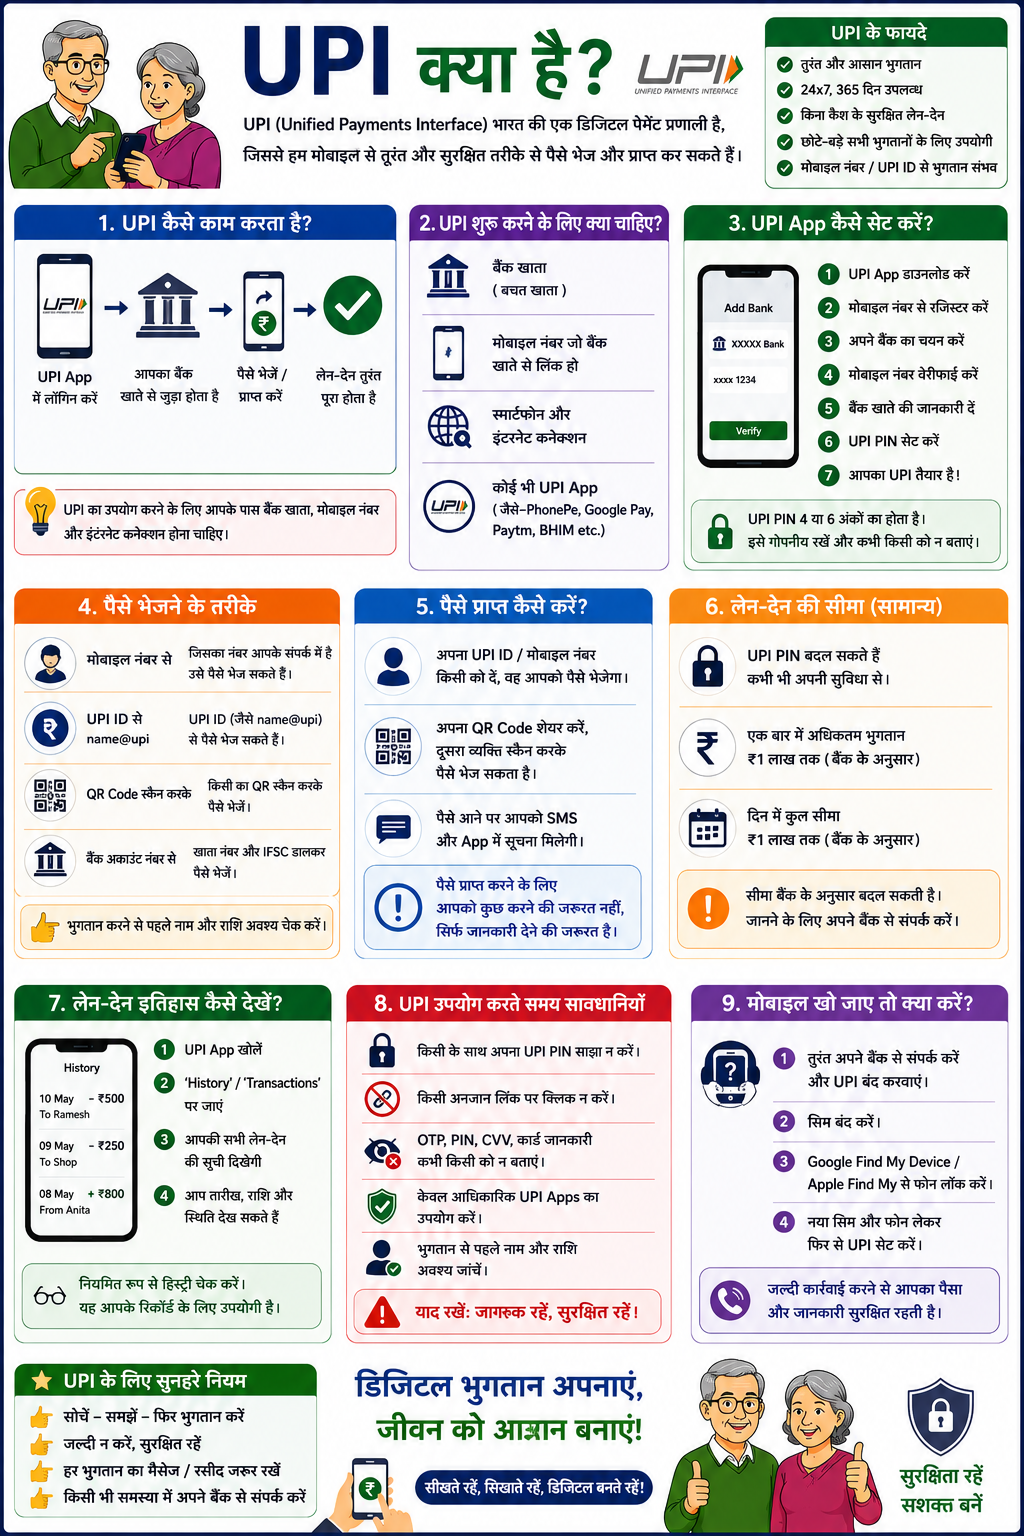 UPI क्या है?
UPI
UNIFIED PAYMENTS INTERFACE
UPI (Unified Payments Interface) भारत की एक डिजिटल पेमेंट प्रणाली है,
जिससे हम मोबाइल से तुरंत और सुरक्षित तरीके से पैसे भेज और प्राप्त कर सकते हैं।
UPI के फायदे
तुरंत और आसान भुगतान
24x7, 365 दिन उपलब्ध
बिना कैश के सुरक्षित लेन-देन
छोटे-बड़े सभी भुगतानों के लिए उपयोगी
मोबाइल नंबर / UPI ID से भुगतान संभव
1. UPI कैसे काम करता है?
UPI
UPI App
में लॉगिन करें
आपका बैंक
खाते से जुड़ा होता है
पैसे भेजें /
प्राप्त करें
लेन-देन तुरंत
पूरा होता है
UPI का उपयोग करने के लिए आपके पास बैंक खाता, मोबाइल नंबर
और इंटरनेट कनेक्शन होना चाहिए।
2. UPI शुरू करने के लिए क्या चाहिए?
बैंक खाता
( बचत खाता )
मोबाइल नंबर जो बैंक
खाते से लिंक हो
स्मार्टफोन और
इंटरनेट कनेक्शन
UPI
कोई भी UPI App
( जैसे–PhonePe, Google Pay,
Paytm, BHIM etc.)
3. UPI App कैसे सेट करें?
Add Bank
XXXXX Bank
xxxx 1234
Verify
1 UPI App डाउनलोड करें
2 मोबाइल नंबर से रजिस्टर करें
3 अपने बैंक का चयन करें
4 मोबाइल नंबर वेरीफाई करें
5 बैंक खाते की जानकारी दें
6 UPI PIN सेट करें
7 आपका UPI तैयार है!
UPI PIN 4 या 6 अंकों का होता है।
इसे गोपनीय रखें और कभी किसी को न बताएं।
4. पैसे भेजने के तरीके
मोबाइल नंबर से
जिसका नंबर आपके संपर्क में है
उसे पैसे भेज सकते हैं।
UPI ID से
name@upi
UPI ID (जैसे name@upi)
से पैसे भेज सकते हैं।
QR Code स्कैन करके
किसी का QR स्कैन करके
पैसे भेजें।
बैंक अकाउंट नंबर से
खाता नंबर और IFSC डालकर
पैसे भेजें।
भुगतान करने से पहले नाम और राशि अवश्य चेक करें।
5. पैसे प्राप्त कैसे करें?
अपना UPI ID / मोबाइल नंबर
किसी को दें, वह आपको पैसे भेजेगा।
अपना QR Code शेयर करें,
दूसरा व्यक्ति स्कैन करके
पैसे भेज सकता है।
पैसे आने पर आपको SMS
और App में सूचना मिलेगी।
पैसे प्राप्त करने के लिए
आपको कुछ करने की जरूरत नहीं,
सिर्फ जानकारी देने की जरूरत है।
6. लेन-देन की सीमा (सामान्य)
UPI PIN बदल सकते हैं
कभी भी अपनी सुविधा से।
एक बार में अधिकतम भुगतान
₹1 लाख तक ( बैंक के अनुसार)
दिन में कुल सीमा
₹1 लाख तक ( बैंक के अनुसार)
सीमा बैंक के अनुसार बदल सकती है।
जानने के लिए अपने बैंक से संपर्क करें।
7. लेन-देन इतिहास कैसे देखें?
History
10 May – ₹500
To Ramesh
09 May – ₹250
To Shop
08 May + ₹800
From Anita
1 UPI App खोलें
2 'History' / 'Transactions'
पर जाएं
3 आपकी सभी लेन-देन
की सुची दिखेगी
4 आप तारीख, राशि और
स्थिति देख सकते हैं
नियमित रूप से हिस्ट्री चेक करें।
यह आपके रिकॉर्ड के लिए उपयोगी है।
8. UPI उपयोग करते समय सावधानियाँ
किसी के साथ अपना UPI PIN साझा न करें।
किसी अनजान लिंक पर क्लिक न करें।
OTP, PIN, CVV, कार्ड जानकारी
कभी किसी को न बताएं।
केवल आधिकारिक UPI Apps का
उपयोग करें।
भुगतान से पहले नाम और राशि
अवश्य जांचें।
याद रखें: जागरुक रहें, सुरक्षित रहें!
9. मोबाइल खो जाए तो क्या करें?
1 तुरंत अपने बैंक से संपर्क करें
और UPI बंद करवाएं।
2 सिम बंद करें।
3 Google Find My Device /
Apple Find My से फोन लॉक करें।
4 नया सिम और फोन लेकर
फिर से UPI सेट करें।
जल्दी कार्रवाई करने से आपका पैसा
और जानकारी सुरक्षित रहती है।
UPI के लिए सुनहरे नियम
सोचें – समझें – फिर भुगतान करें
जल्दी न करें, सुरक्षित रहें
हर भुगतान का मैसेज / रसीद जरूर रखें
किसी भी समस्या में अपने बैंक से संपर्क करें
डिजिटल भुगतान अपनाएं,
जीवन को आसान बनाएं!
सीखते रहें, सिखाते रहें, डिजिटल बनते रहें!
सुरक्षिता रहें
सशक्त बनें